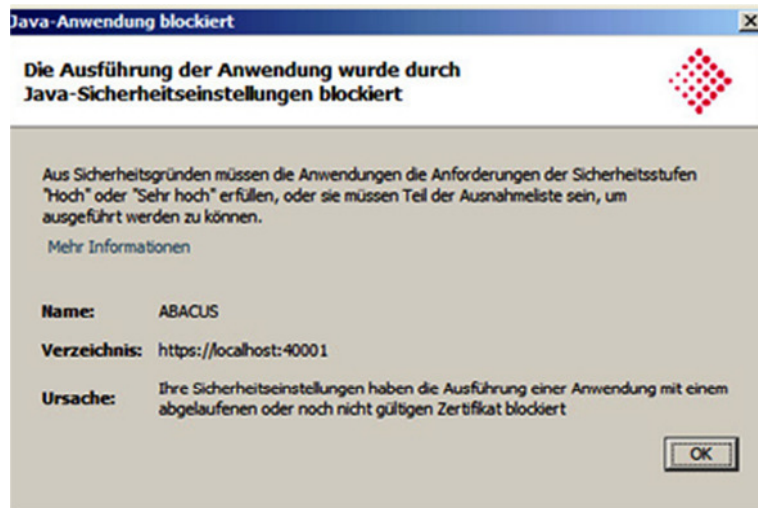 Java-Anwendung blockiert
Die Ausführung der Anwendung wurde durch
Java-Sicherheitseinstellungen blockiert
Aus Sicherheitsgründen müssen die Anwendungen die Anforderungen der Sicherheitsstufen
"Hoch" oder "Sehr hoch" erfüllen, oder sie müssen Teil der Ausnahmeliste sein, um
ausgeführt werden zu können.
Mehr Informationen
Name: ABACUS
Verzeichnis: https://localhost:40001
Ursache: Ihre Sicherheitseinstellungen haben die Ausführung einer Anwendung mit einem
abgelaufenen oder noch nicht gültigen Zertifikat blockiert
OK